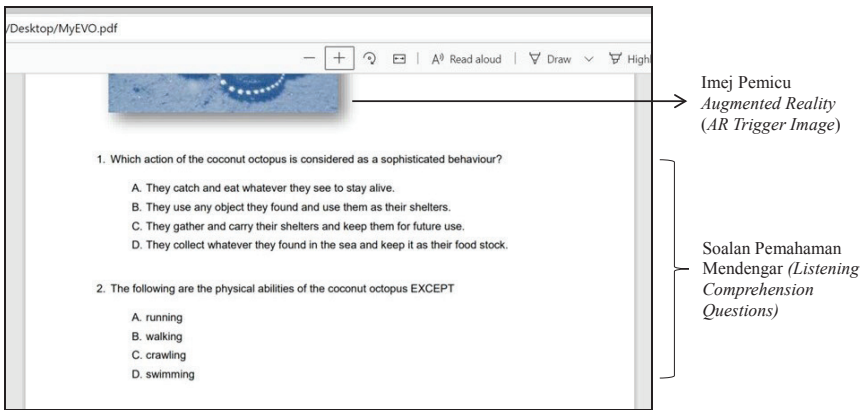 /Desktop/MyEVO.pdf
Read aloud
Draw
Imej Pemicu
Augmented Reality
(AR Trigger Image)
1. Which action of the coconut octopus is considered as a sophisticated behaviour?
A. They catch and eat whatever they see to stay alive.
B. They use any object they found and use them as their shelters.
C. They gather and carry their shelters and keep them for future use.
D. They collect whatever they found in the sea and keep it as their food stock.
Soalan Pemahaman
Mendengar (Listening
Comprehension
Questions)
2. The following are the physical abilities of the coconut octopus EXCEPT
A. running
B. walking
C. crawling
D. swimming